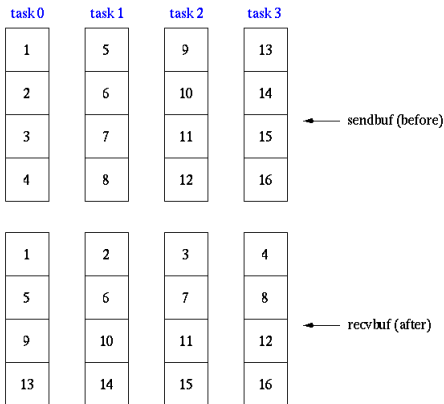 task 0 task 1 task 2 task 3
1 5 9 13
2 6 10 14
sendbuf (before)
3 7 11 15
4 8 12 16
1 2 3 4
5 6 7 8
recvbuf (after)
9 10 11 12
13 14 15 16